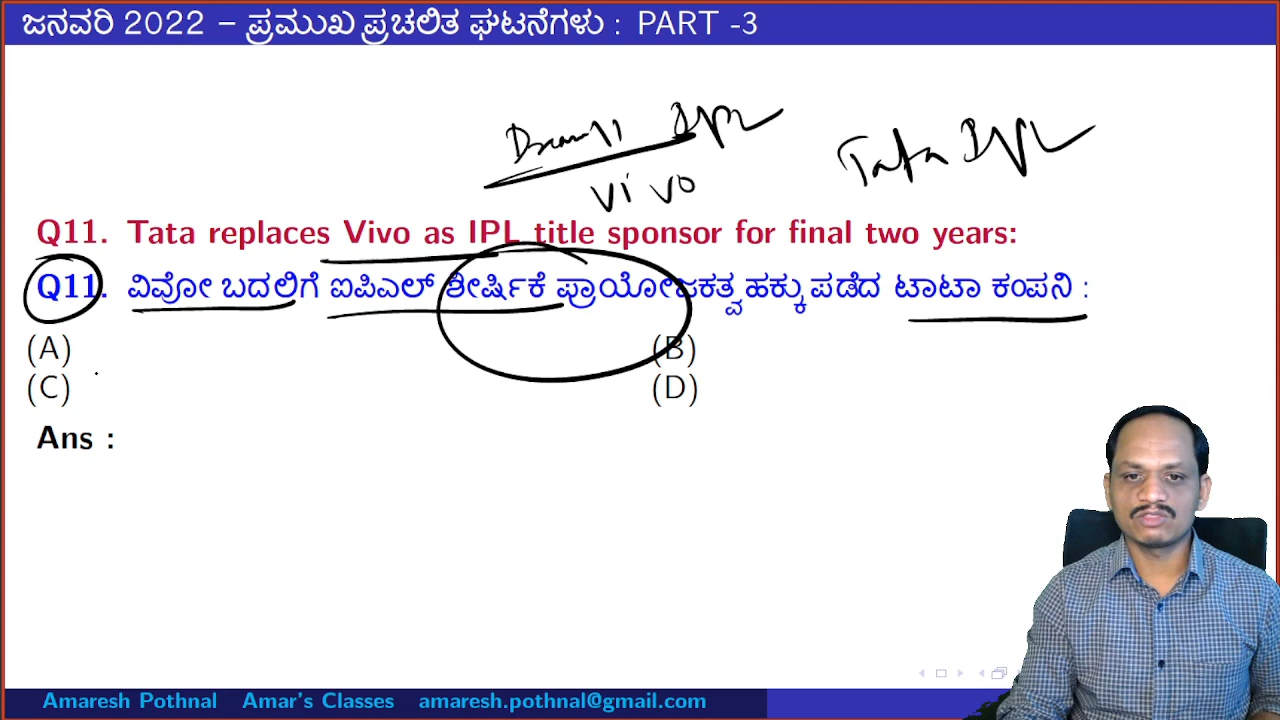 ಜನವರಿ 2022 – ಪ್ರಮುಖ ಪ್ರಚಲಿತ ಘಟನೆಗಳು : PART -3
IPL Tata IPL
VIVO
Q11. Tata replaces Vivo as IPL title sponsor for final two years:
Q11. ವಿವೋ ಬದಲಿಗೆ ಐಪಿಎಲ್ ಶೀರ್ಷಿಕೆ ಪ್ರಾಯೋಜಕತ್ವ ಹಕ್ಕು ಪಡೆದ ಟಾಟಾ ಕಂಪನಿ :
(A) (B)
(C) (D)
Ans :
Amaresh Pothnal Amar's Classes amaresh.pothnal@gmail.com